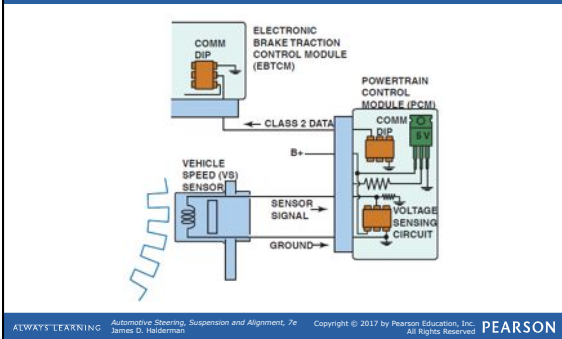 ELECTRONIC
BRAKE TRACTION
CONTROL MODULE
(EBTCM)
COMM
DIP
POWERTRAIN
CONTROL
MODULE (PCM)
COMM
DIP
5 V
CLASS 2 DATA
B+
VEHICLE
SPEED (VS)
SENSOR
SENSOR
SIGNAL
VOLTAGE
SENSING
CIRCUIT
GROUND
ALWAYS LEARNING
Automotive Steering, Suspension and Alignment, 7e
James D. Halderman
Copyright © 2017 by Pearson Education, Inc.
All Rights Reserved
PEARSON